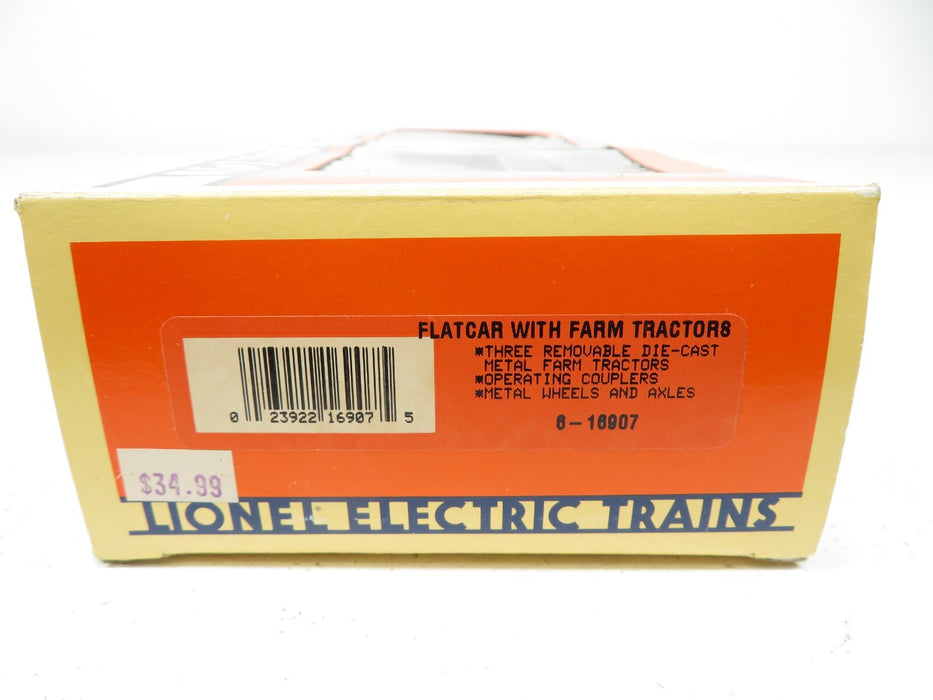 FLATCAR WITH FARM TRACTORS
*THREE REMOVABLE DIE-CAST
METAL FARM TRACTORS
*OPERATING COUPLERS
*METAL WHEELS AND AXLES
6-16907
0 23922 16907 5
$34.99
LIONEL® ELECTRIC TRAINS